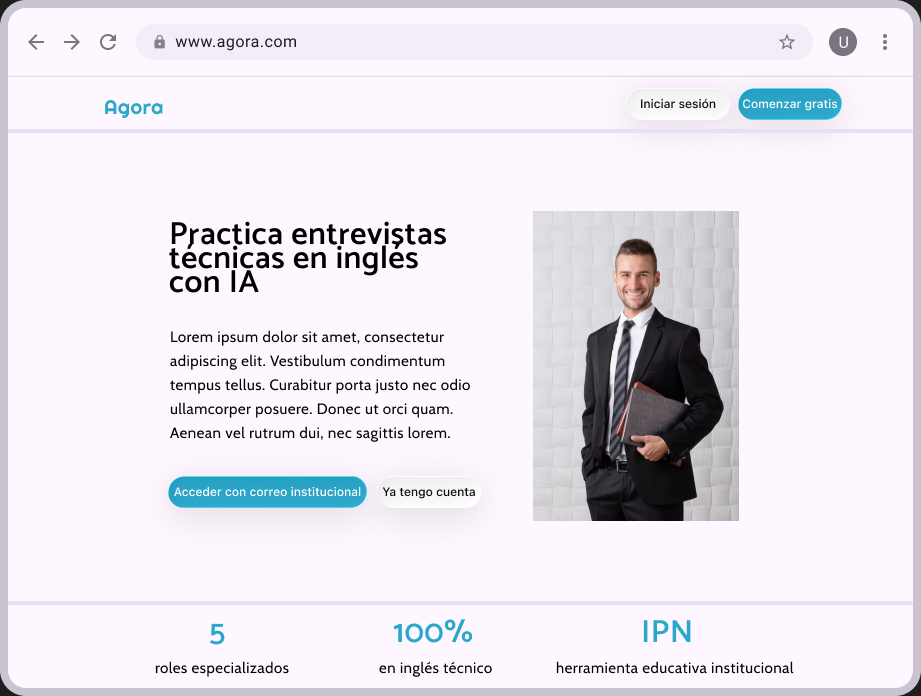 www.agora.com
U
Agora
Iniciar sesión
Comenzar gratis
Practica entrevistas
técnicas en inglés
con IA
Lorem ipsum dolor sit amet, consectetur
adipiscing elit. Vestibulum condimentum
tempus tellus. Curabitur porta justo nec odio
ullamcorper posuere. Donec ut orci quam.
Aenean vel rutrum dui, nec sagittis lorem.
Acceder con correo institucional
Ya tengo cuenta
5
roles especializados
100%
en inglés técnico
IPN
herramienta educativa institucional